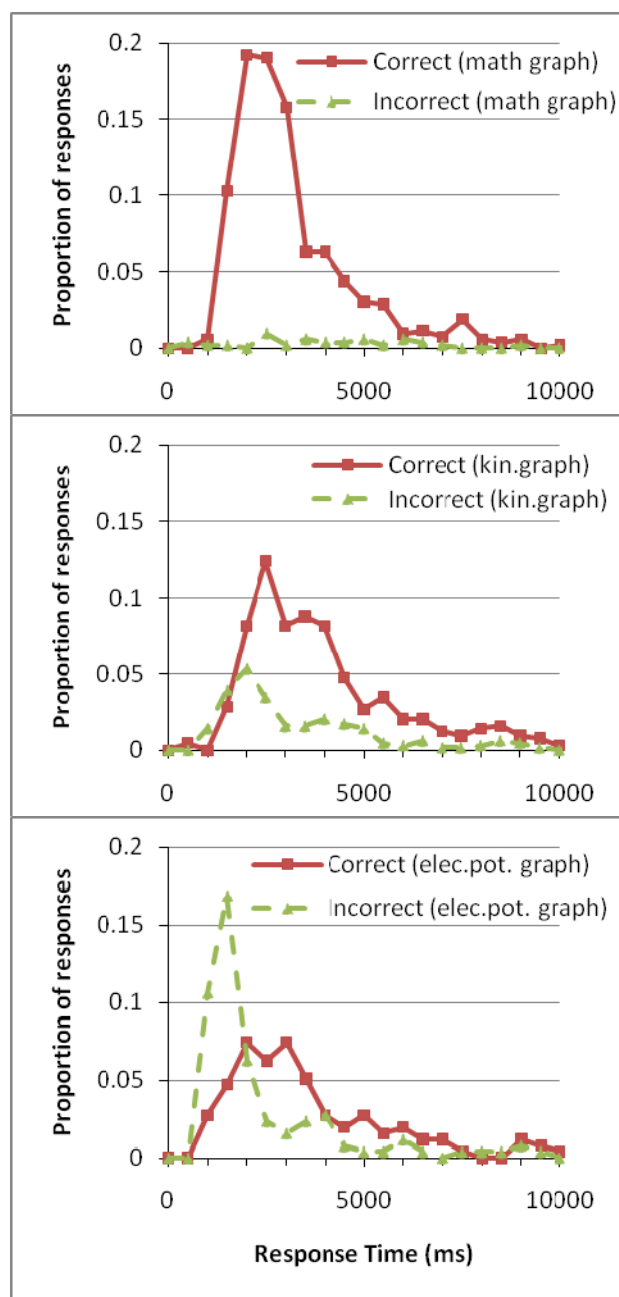 0.2
Correct (math graph)
Incorrect (math graph)
0.15
0.1
0.05
0
Proportion of responses
0 5000 10000
0.2
Correct (kin.graph)
Incorrect (kin.graph)
0.15
0.1
0.05
0
Proportion of responses
0 5000 10000
0.2
Correct (elec.pot. graph)
Incorrect (elec.pot. graph)
0.15
0.1
0.05
0
Proportion of responses
0 5000 10000
Response Time (ms)